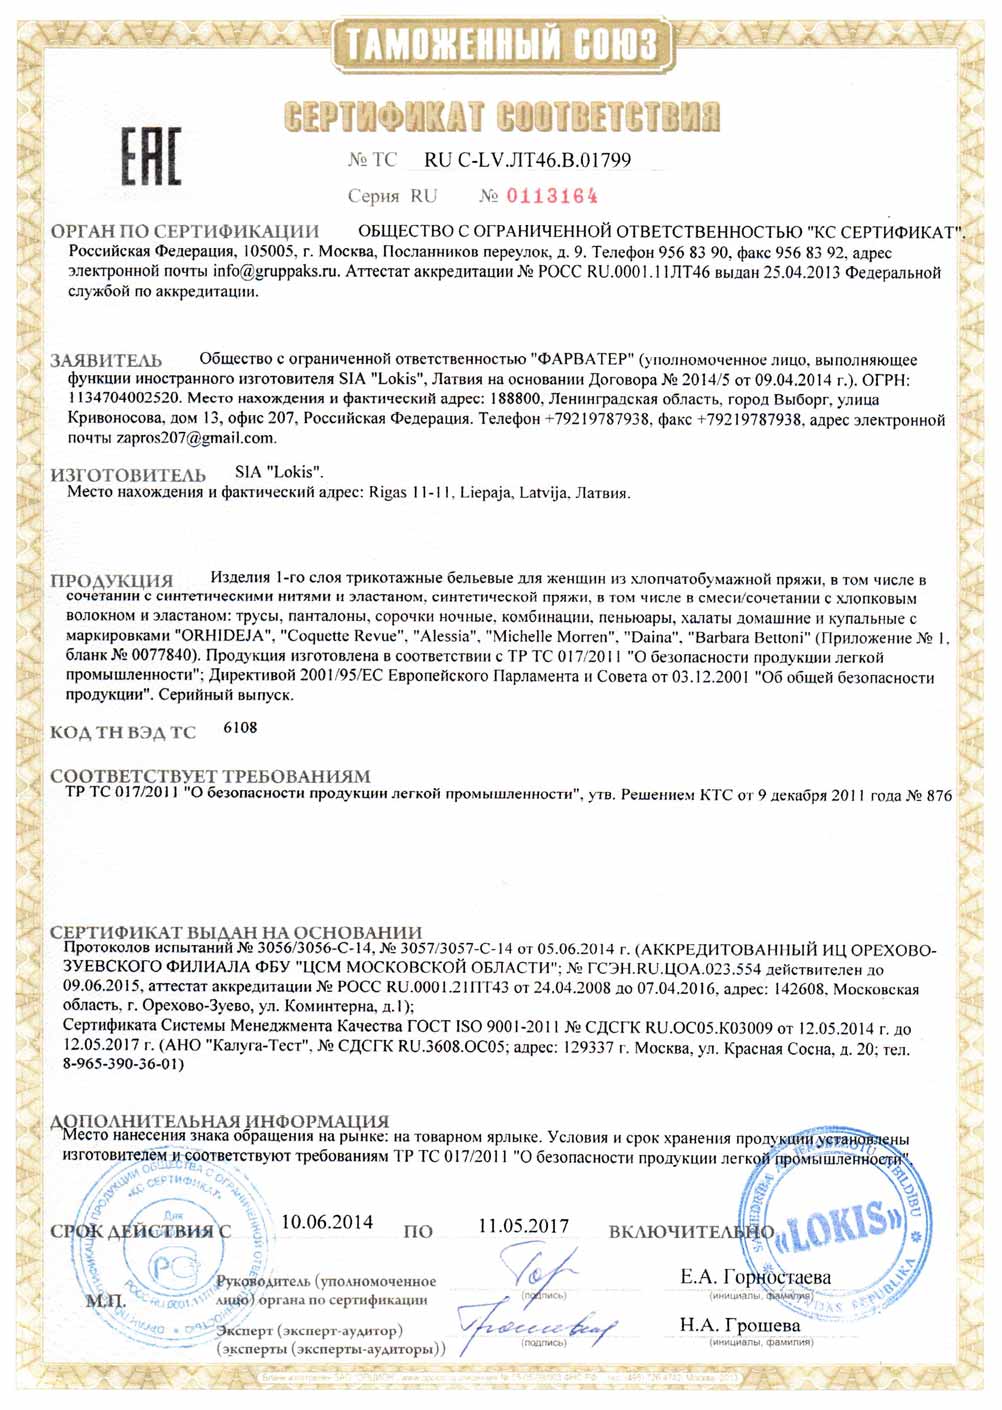 ТАМОЖЕННЫЙ СОЮЗ
СЕРТИФИКАТ СООТВЕТСТВИЯ
ЕАС
№ ТС RU С-LV.ЛТ46.В.01799
Серия RU № 0113164
ОРГАН ПО СЕРТИФИКАЦИИ ОБЩЕСТВО С ОГРАНИЧЕННОЙ ОТВЕТСТВЕННОСТЬЮ "КС СЕРТИФИКАТ".
Российская Федерация, 105005, г. Москва, Посланников переулок, д. 9. Телефон 956 83 90, факс 956 83 92, адрес
электронной почты info@gruppaks.ru. Аттестат аккредитации № РОСС RU.0001.11ЛТ46 выдан 25.04.2013 Федеральной
службой по аккредитации.
ЗАЯВИТЕЛЬ Общество с ограниченной ответственностью "ФАРВАТЕР" (уполномоченное лицо, выполняющее
функции иностранного изготовителя SIA "Lokis", Латвия на основании Договора № 2014/5 от 09.04.2014 г.). ОГРН:
1134704002520. Место нахождения и фактический адрес: 188800, Ленинградская область, город Выборг, улица
Кривоносова, дом 13, офис 207, Российская Федерация. Телефон +79219787938, факс +79219787938, адрес электронной
почты zapros207@gmail.com.
ИЗГОТОВИТЕЛЬ SIA "Lokis".
Место нахождения и фактический адрес: Rigas 11-11, Liepaja, Latvija, Латвия.
ПРОДУКЦИЯ Изделия 1-го слоя трикотажные бельевые для женщин из хлопчатобумажной пряжи, в том числе в
сочетании с синтетическими нитями и эластаном, синтетической пряжи, в том числе в смеси/сочетании с хлопковым
волокном и эластаном: трусы, панталоны, сорочки ночные, комбинации, пеньюары, халаты домашние и купальные с
маркировками "ORHIDEJA", "Coquette Revue", "Alessia", "Michelle Morren", "Daina", "Barbara Bettoni" (Приложение № 1,
бланк № 0077840). Продукция изготовлена в соответствии с ТР ТС 017/2011 "О безопасности продукции легкой
промышленности"; Директивой 2001/95/ЕС Европейского Парламента и Совета от 03.12.2001 "Об общей безопасности
продукции". Серийный выпуск.
КОД ТН ВЭД ТС 6108
СООТВЕТСТВУЕТ ТРЕБОВАНИЯМ
ТР ТС 017/2011 "О безопасности продукции легкой промышленности", утв. Решением КТС от 9 декабря 2011 года № 876
СЕРТИФИКАТ ВЫДАН НА ОСНОВАНИИ
Протоколов испытаний № 3056/3056-С-14, № 3057/3057-С-14 от 05.06.2014 г. (АККРЕДИТОВАННЫЙ ИЦ ОРЕХОВО-
ЗУЕВСКОГО ФИЛИАЛА ФБУ "ЦСМ МОСКОВСКОЙ ОБЛАСТИ"; № ГСЭН.RU.ЦОА.023.554 действителен до
09.06.2015, аттестат аккредитации № РОСС RU.0001.21ПТ43 от 24.04.2008 до 07.04.2016, адрес: 142608, Московская
область, г. Орехово-Зуево, ул. Коминтерна, д.1);
Сертификата Системы Менеджмента Качества ГОСТ ISO 9001-2011 № СДСГК RU.ОС05.К03009 от 12.05.2014 г. до
12.05.2017 г. (АНО "Калуга-Тест", № СДСГК RU.3608.ОС05; адрес: 129337 г. Москва, ул. Красная Сосна, д. 20; тел.
8-965-390-36-01)
ДОПОЛНИТЕЛЬНАЯ ИНФОРМАЦИЯ
Место нанесения знака обращения на рынке: на товарном ярлыке. Условия и срок хранения продукции установлены
изготовителем и соответствуют требованиям ТР ТС 017/2011 "О безопасности продукции легкой промышленности".
СРОК ДЕЙСТВИЯ С 10.06.2014 ПО 11.05.2017 ВКЛЮЧИТЕЛЬНО
«LOKIS»
SABIEDRĪBA AR IEROBEŽOTU ATBILDĪBU
REPUBLIKA
«КС СЕРТИФИКАТ»
М.П.
Руководитель (уполномоченное
лицо) органа по сертификации
(подпись)
Е.А. Горностаева
(инициалы, фамилия)
Эксперт (эксперт-аудитор)
(эксперты (эксперты-аудиторы))
(подпись)
Н.А. Грошева
(инициалы, фамилия)